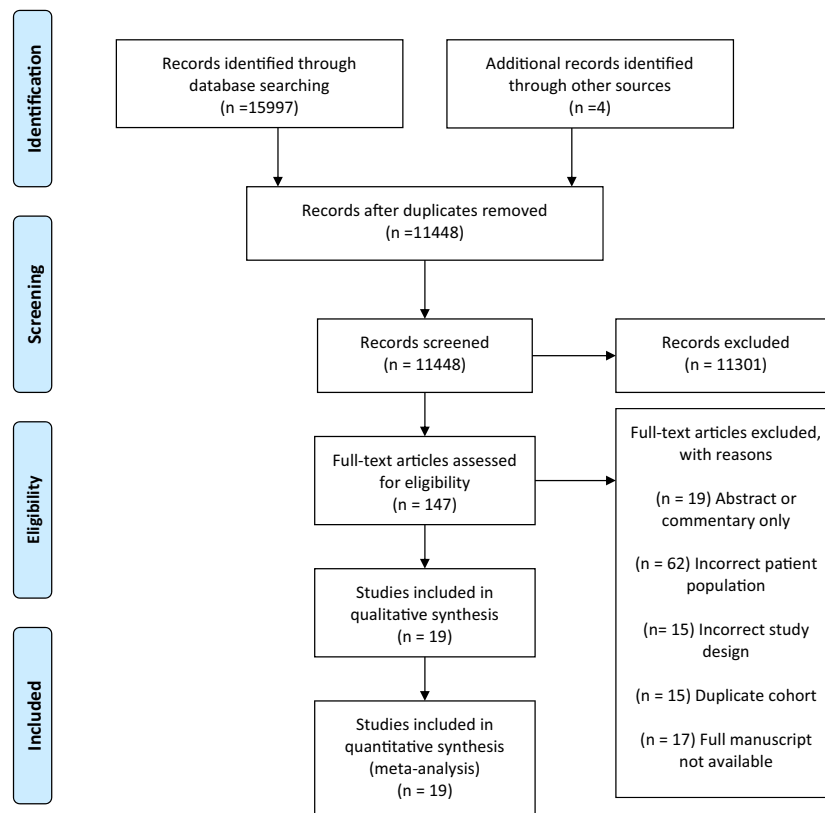 Identification
Records identified through
database searching
(n =15997)
Additional records identified
through other sources
(n =4)
Records after duplicates removed
(n =11448)
Screening
Records screened
(n = 11448)
Records excluded
(n = 11301)
Eligibility
Full-text articles assessed
for eligibility
(n = 147)
Full-text articles excluded,
with reasons
(n = 19) Abstract or
commentary only
(n = 62) Incorrect patient
population
(n= 15) Incorrect study
design
(n = 15) Duplicate cohort
(n = 17) Full manuscript
not available
Studies included in
qualitative synthesis
(n = 19)
Included
Studies included in
quantitative synthesis
(meta-analysis)
(n = 19)